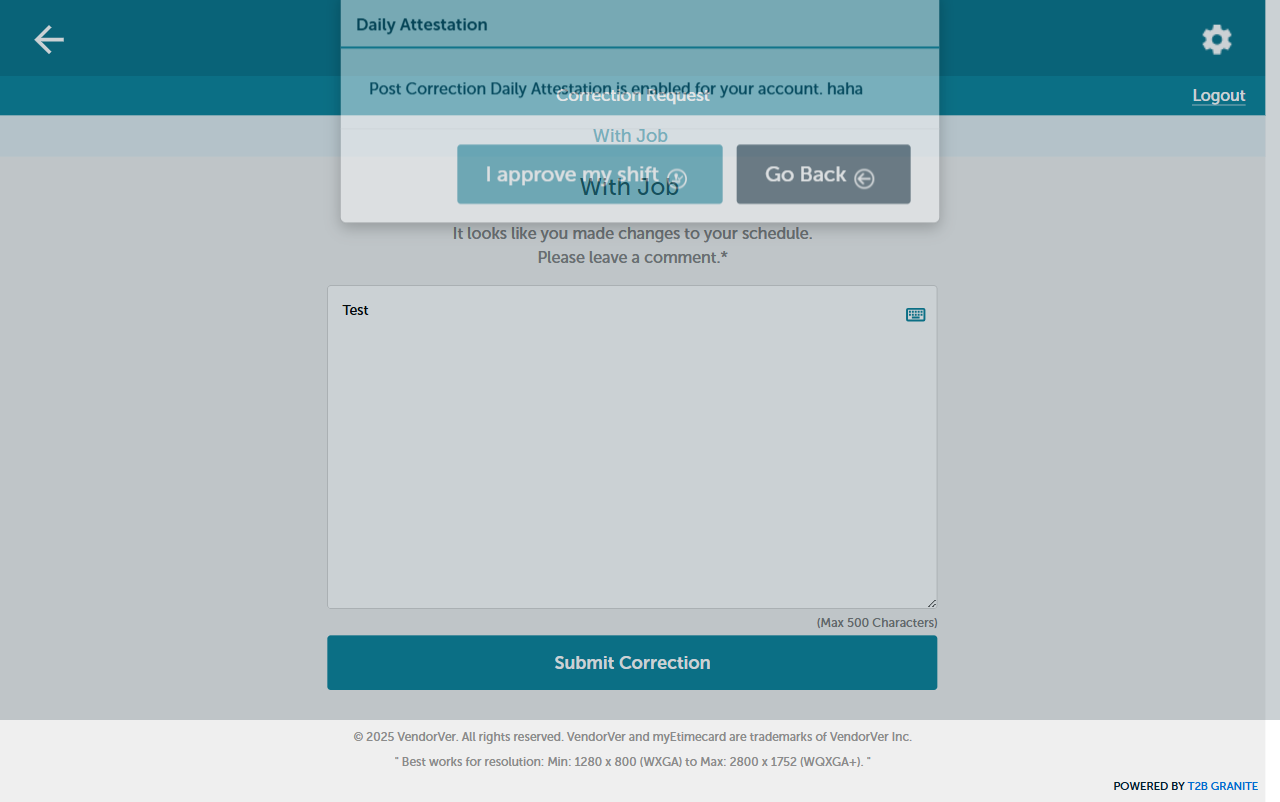 Daily Attestation
Post Correction Daily Attestation is enabled for your account. haha
Correction Request
Logout
With Job
I approve my shift
Go Back
With Job
It looks like you made changes to your schedule.
Please leave a comment.*
Test
(Max 500 Characters)
Submit Correction
© 2025 VendorVer. All rights reserved. VendorVer and myEtimecard are trademarks of VendorVer Inc.
" Best works for resolution: Min: 1280 x 800 (WXGA) to Max: 2800 x 1752 (WQXGA+). "
POWERED BY T2B GRANITE